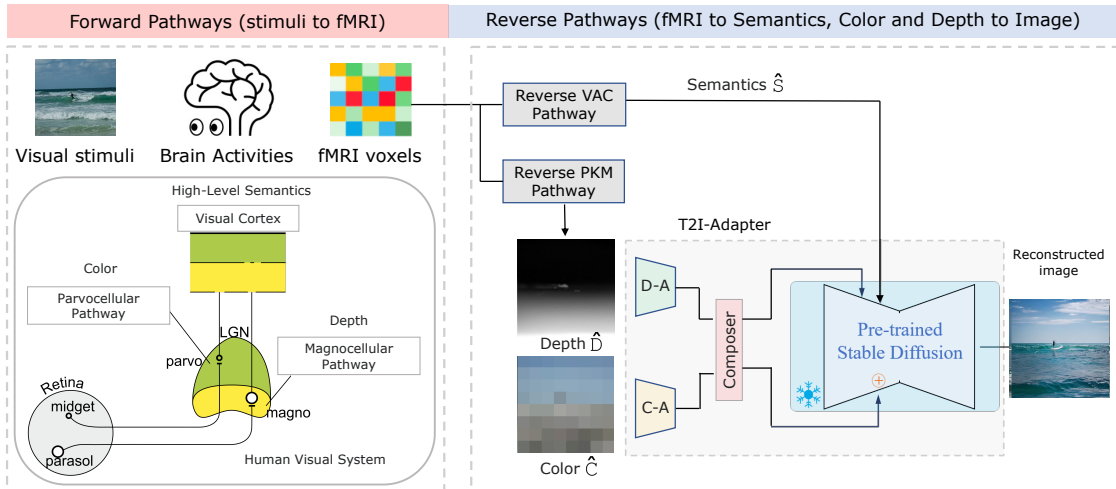 Forward Pathways (stimuli to fMRI)
Reverse Pathways (fMRI to Semantics, Color and Depth to Image)
Visual stimuli
Brain Activities
fMRI voxels
High-Level Semantics
Visual Cortex
Color
Parvocellular
Pathway
LGN
Depth
Magnocellular
Pathway
parvo
Retina
midget
magno
parasol
Human Visual System
Reverse VAC
Pathway
Semantics Ŝ
Reverse PKM
Pathway
T2I-Adapter
Depth D̂
Color Ĉ
D-A
C-A
Composer
Pre-trained
Stable Diffusion
Reconstructed
image